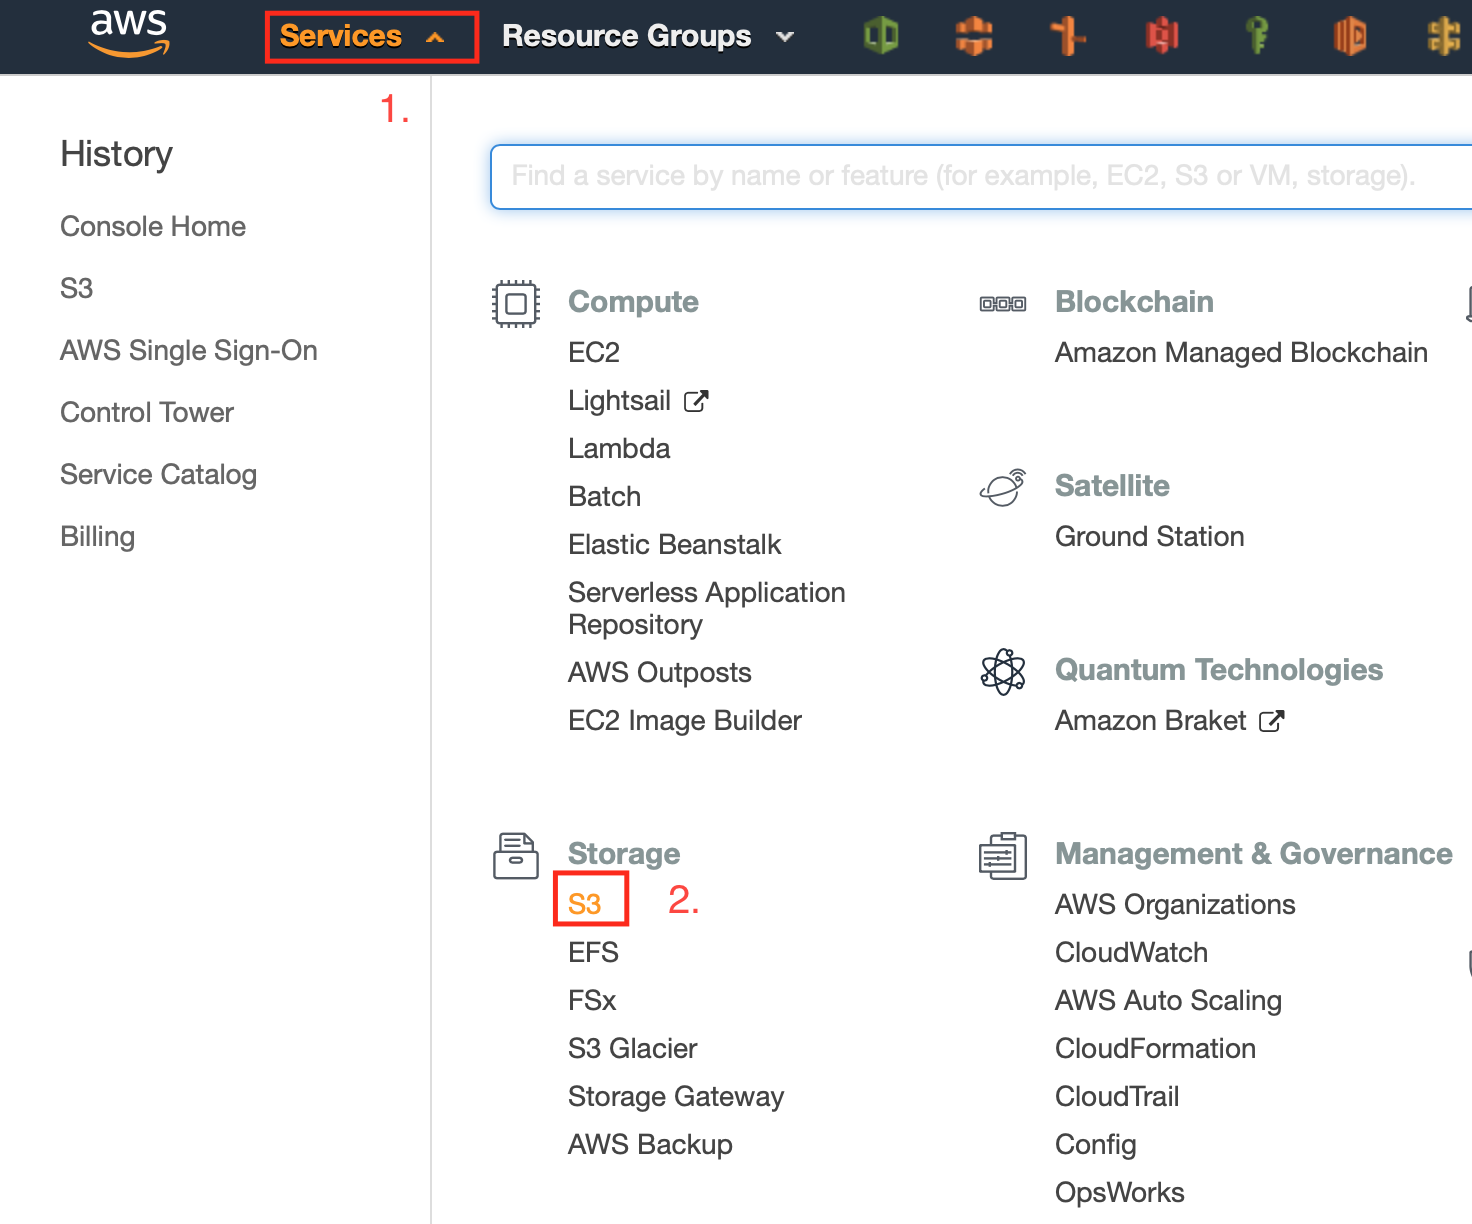 aws
Services
Resource Groups
1.
History
Console Home
S3
AWS Single Sign-On
Control Tower
Service Catalog
Billing
Find a service by name or feature (for example, EC2, S3 or VM, storage).
Compute
EC2
Lightsail
Lambda
Batch
Elastic Beanstalk
Serverless Application
Repository
AWS Outposts
EC2 Image Builder
Storage
S3
2.
EFS
FSx
S3 Glacier
Storage Gateway
AWS Backup
Blockchain
Amazon Managed Blockchain
Satellite
Ground Station
Quantum Technologies
Amazon Braket
Management & Governance
AWS Organizations
CloudWatch
AWS Auto Scaling
CloudFormation
CloudTrail
Config
OpsWorks